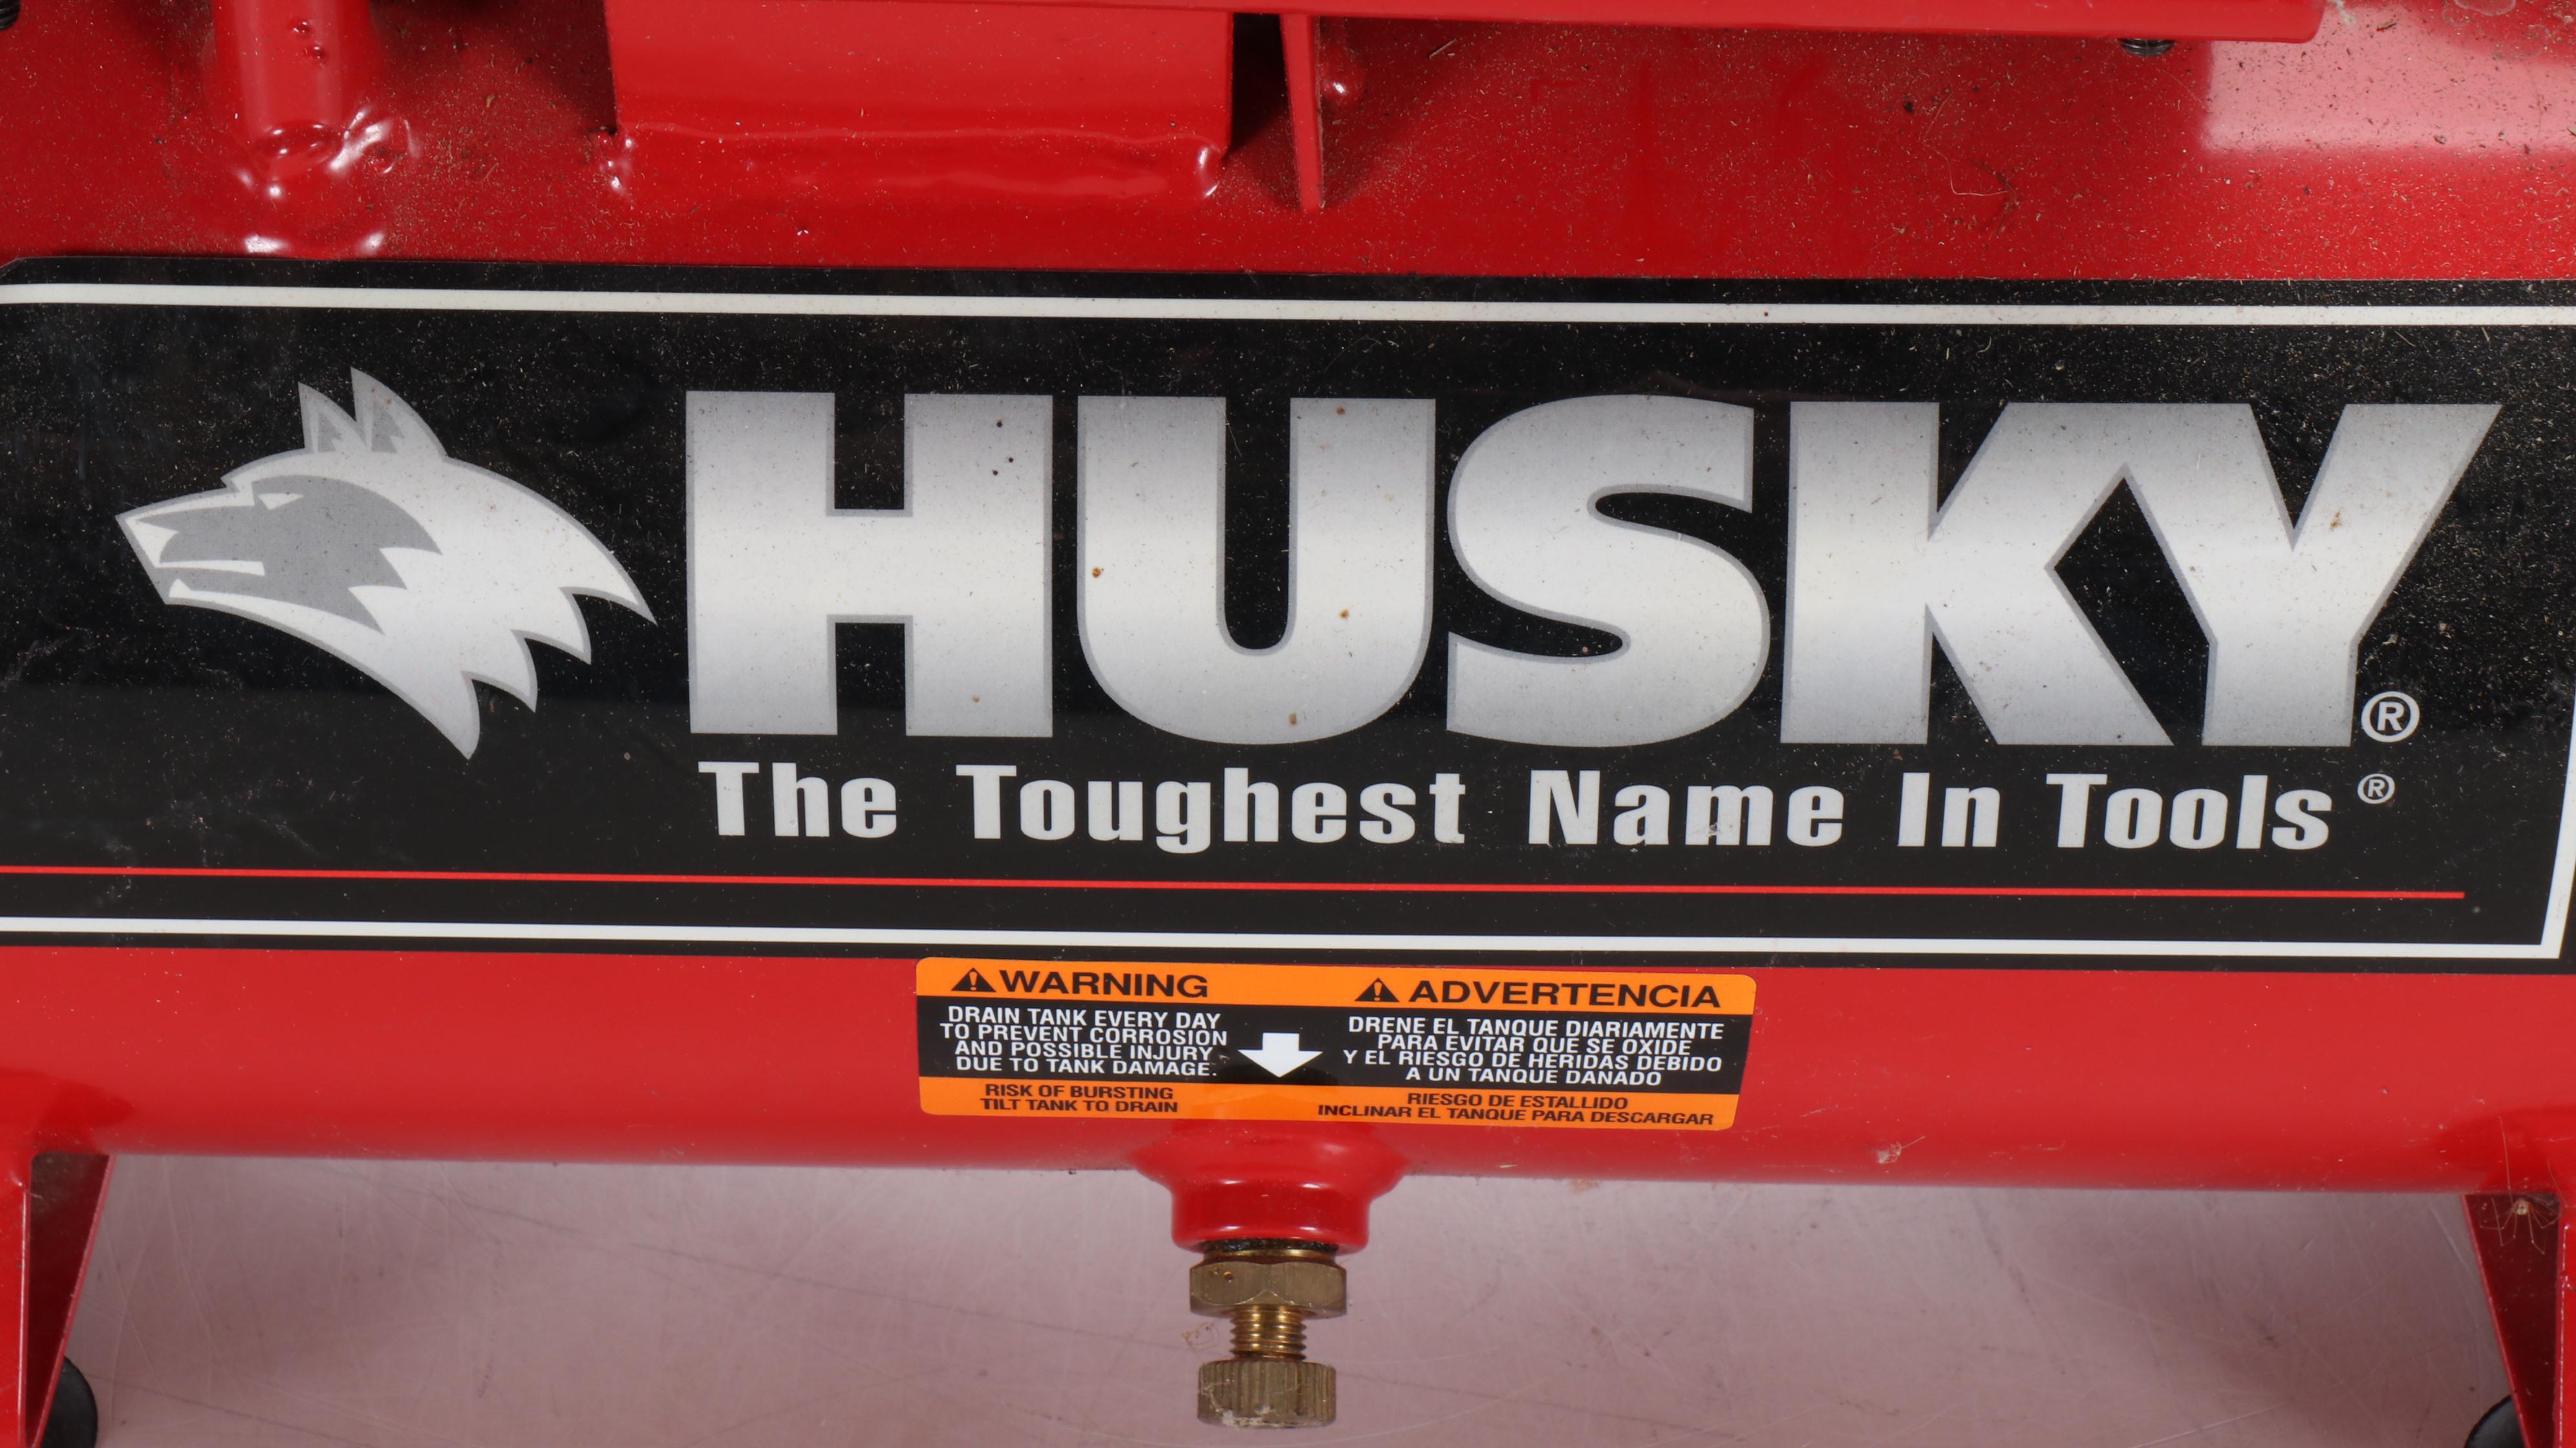 HUSKY®
The Toughest Name In Tools®
WARNING
DRAIN TANK EVERY DAY
TO PREVENT CORROSION
AND POSSIBLE INJURY
DUE TO TANK DAMAGE.
RISK OF BURSTING
TILT TANK TO DRAIN
ADVERTENCIA
DRENE EL TANQUE DIARIAMENTE
PARA EVITAR QUE SE OXIDE
Y EL RIESGO DE HERIDAS DEBIDO
A UN TANQUE DANADO
RIESGO DE ESTALLIDO
INCLINAR EL TANQUE PARA DESCARGAR